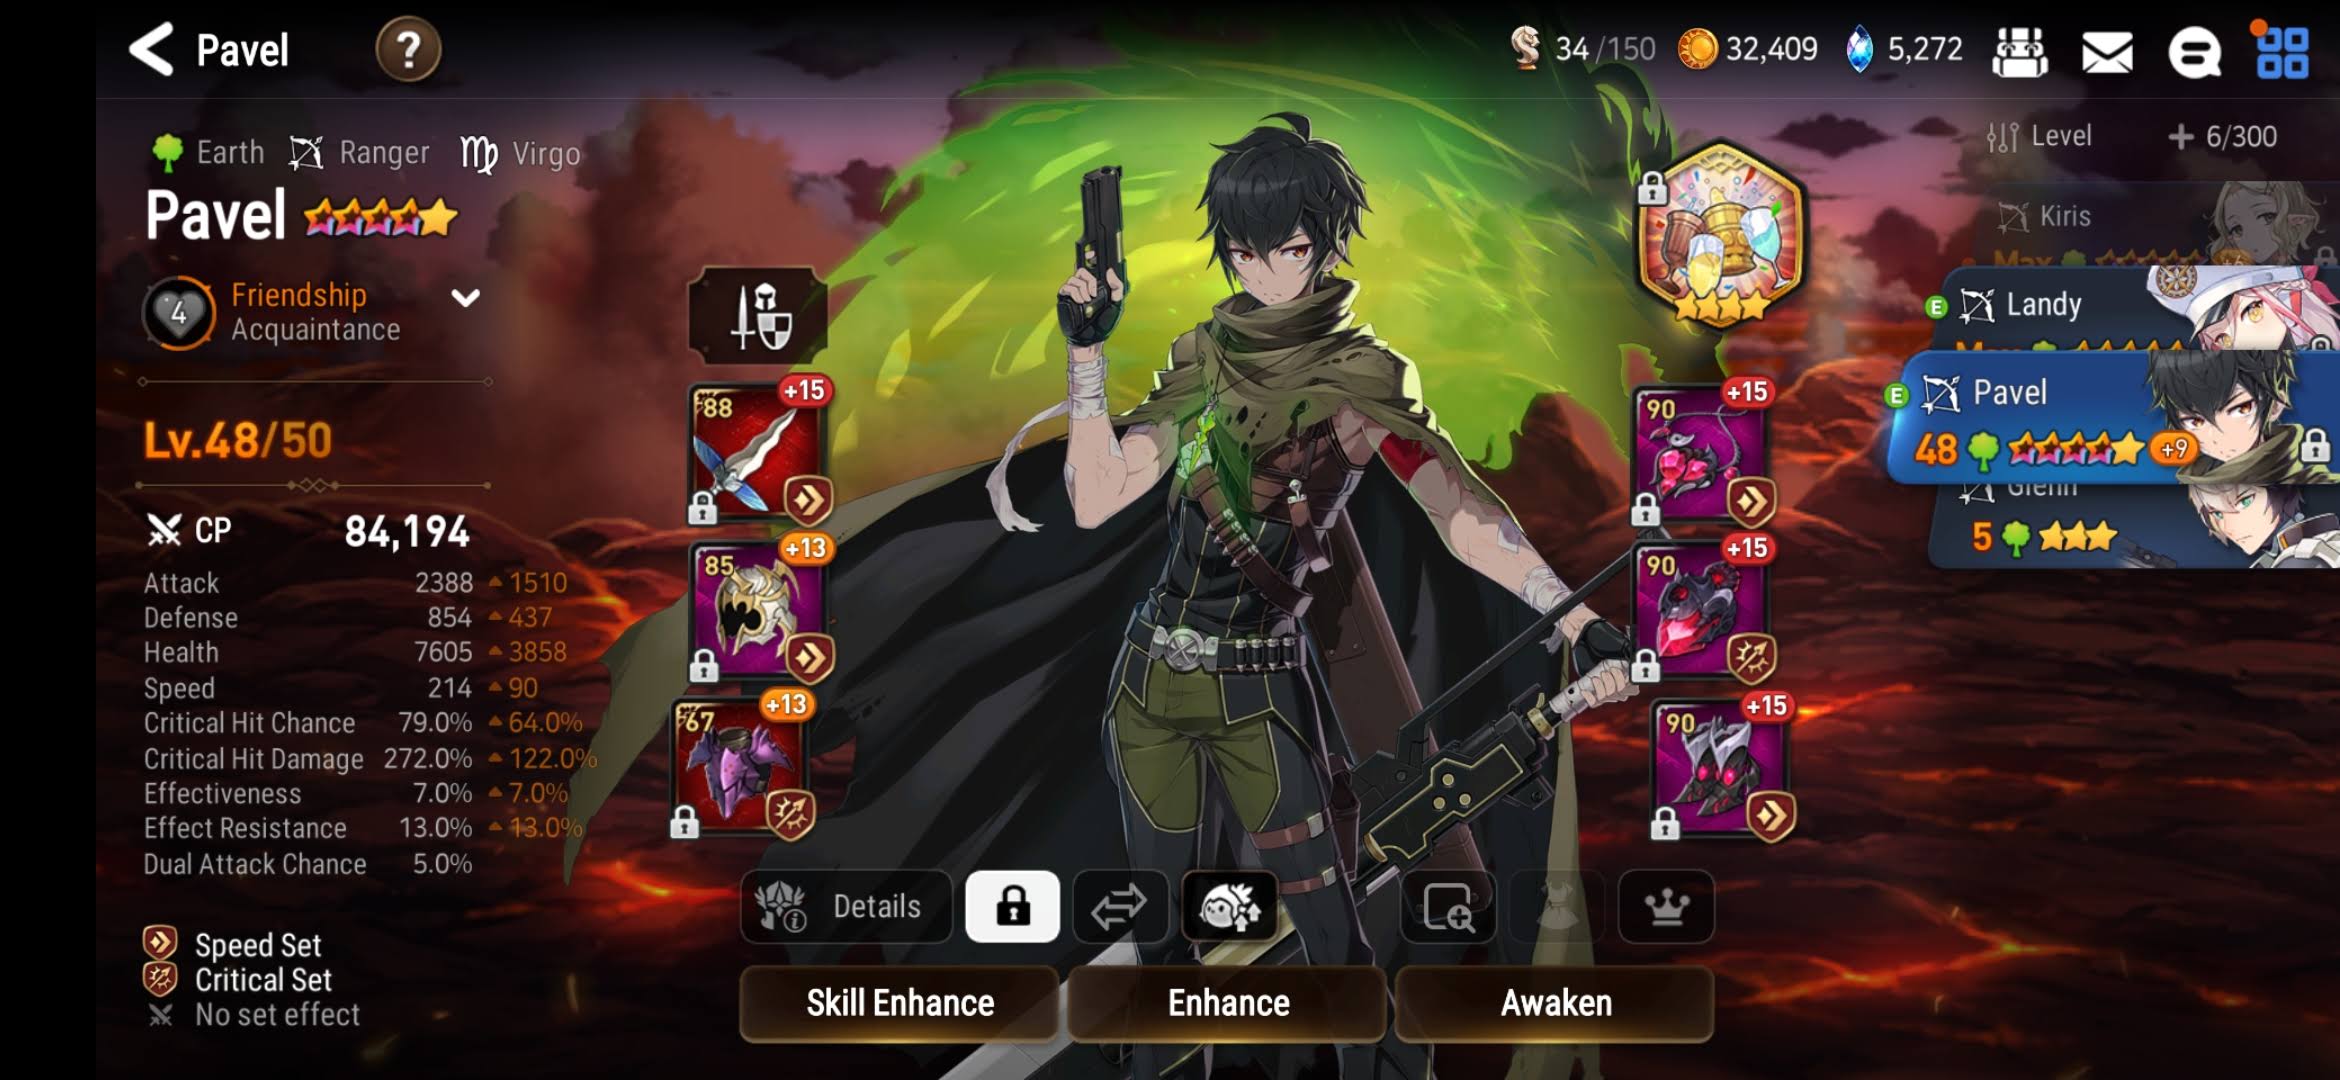 Pavel
?
34/150
32,409
5,272
Earth
Ranger
Virgo
Pavel
4
Friendship
Acquaintance
Lv.48/50
CP 84,194
Attack 2388 1510
Defense 854 437
Health 7605 3858
Speed 214 90
Critical Hit Chance 79.0% 64.0%
Critical Hit Damage 272.0% 122.0%
Effectiveness 7.0% 7.0%
Effect Resistance 13.0% 13.0%
Dual Attack Chance 5.0%
Speed Set
Critical Set
No set effect
88 +15
85 +13
67 +13
90 +15
90 +15
90 +15
Level
6/300
Kiris
Max +6
E Landy
Max
E Pavel
48 +9
Glenn
5
Details
Skill Enhance
Enhance
Awaken